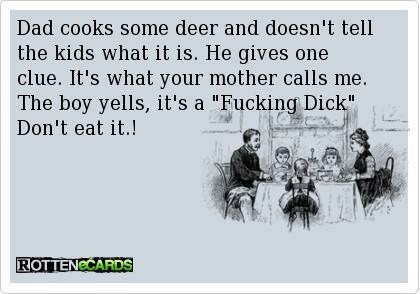 Dad cooks some deer and doesn't tell
the kids what it is. He gives one
clue. It's what your mother calls me.
The boy yells, it's a "Fucking Dick"
Don't eat it.!
ROTTENeCARDS